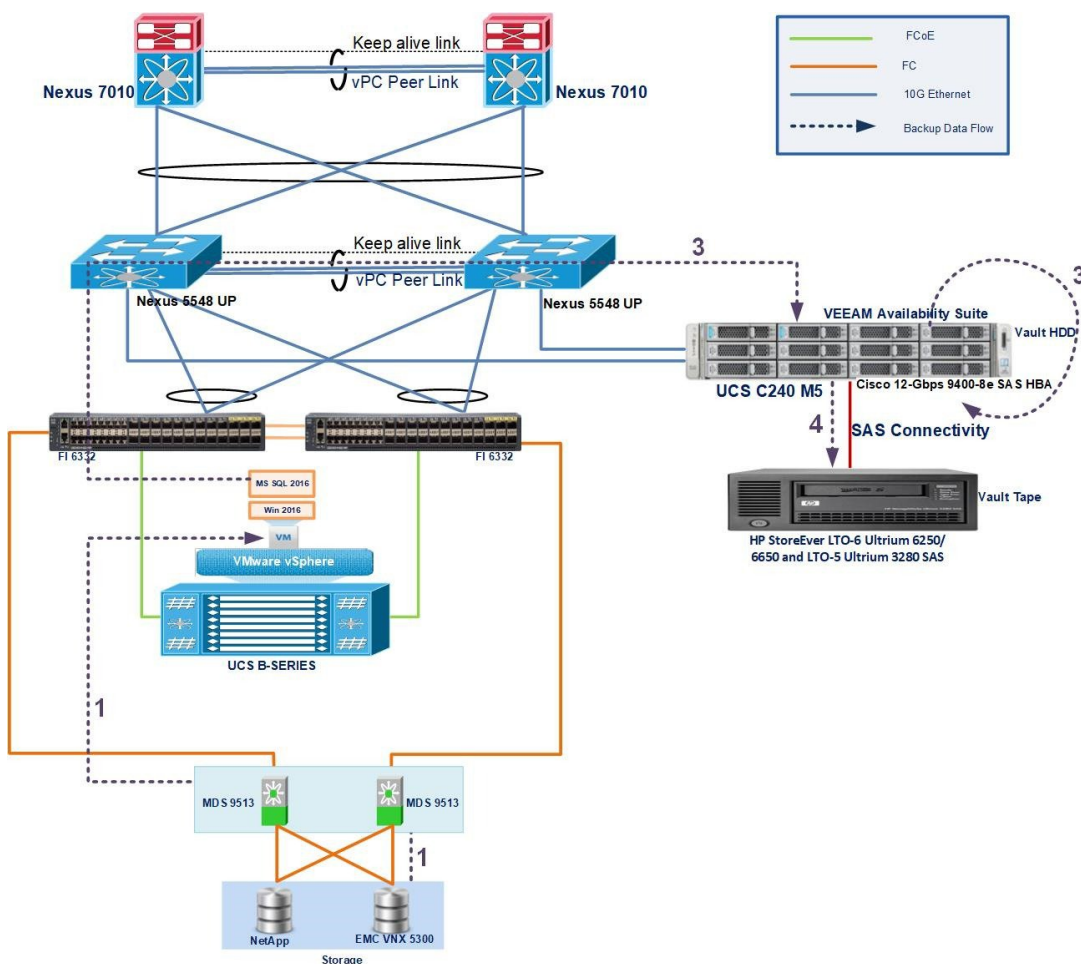 Keep alive link
vPC Peer Link
Nexus 7010
Nexus 7010
FCoE
FC
10G Ethernet
Backup Data Flow
Keep alive link
vPC Peer Link
Nexus 5548 UP
Nexus 5548 UP
3
3
VEEAM Availability Suite
Vault HDD
UCS C240 M5
Cisco 12-Gbps 9400-8e SAS HBA
4
SAS Connectivity
FI 6332
FI 6332
MS SQL 2016
Win 2016
VM
VMware vSphere
UCS B-SERIES
Vault Tape
HP StoreEver LTO-6 Ultrium 6250/
6650 and LTO-5 Ultrium 3280 SAS
1
MDS 9513
MDS 9513
1
NetApp
EMC VNX 5300
Storage